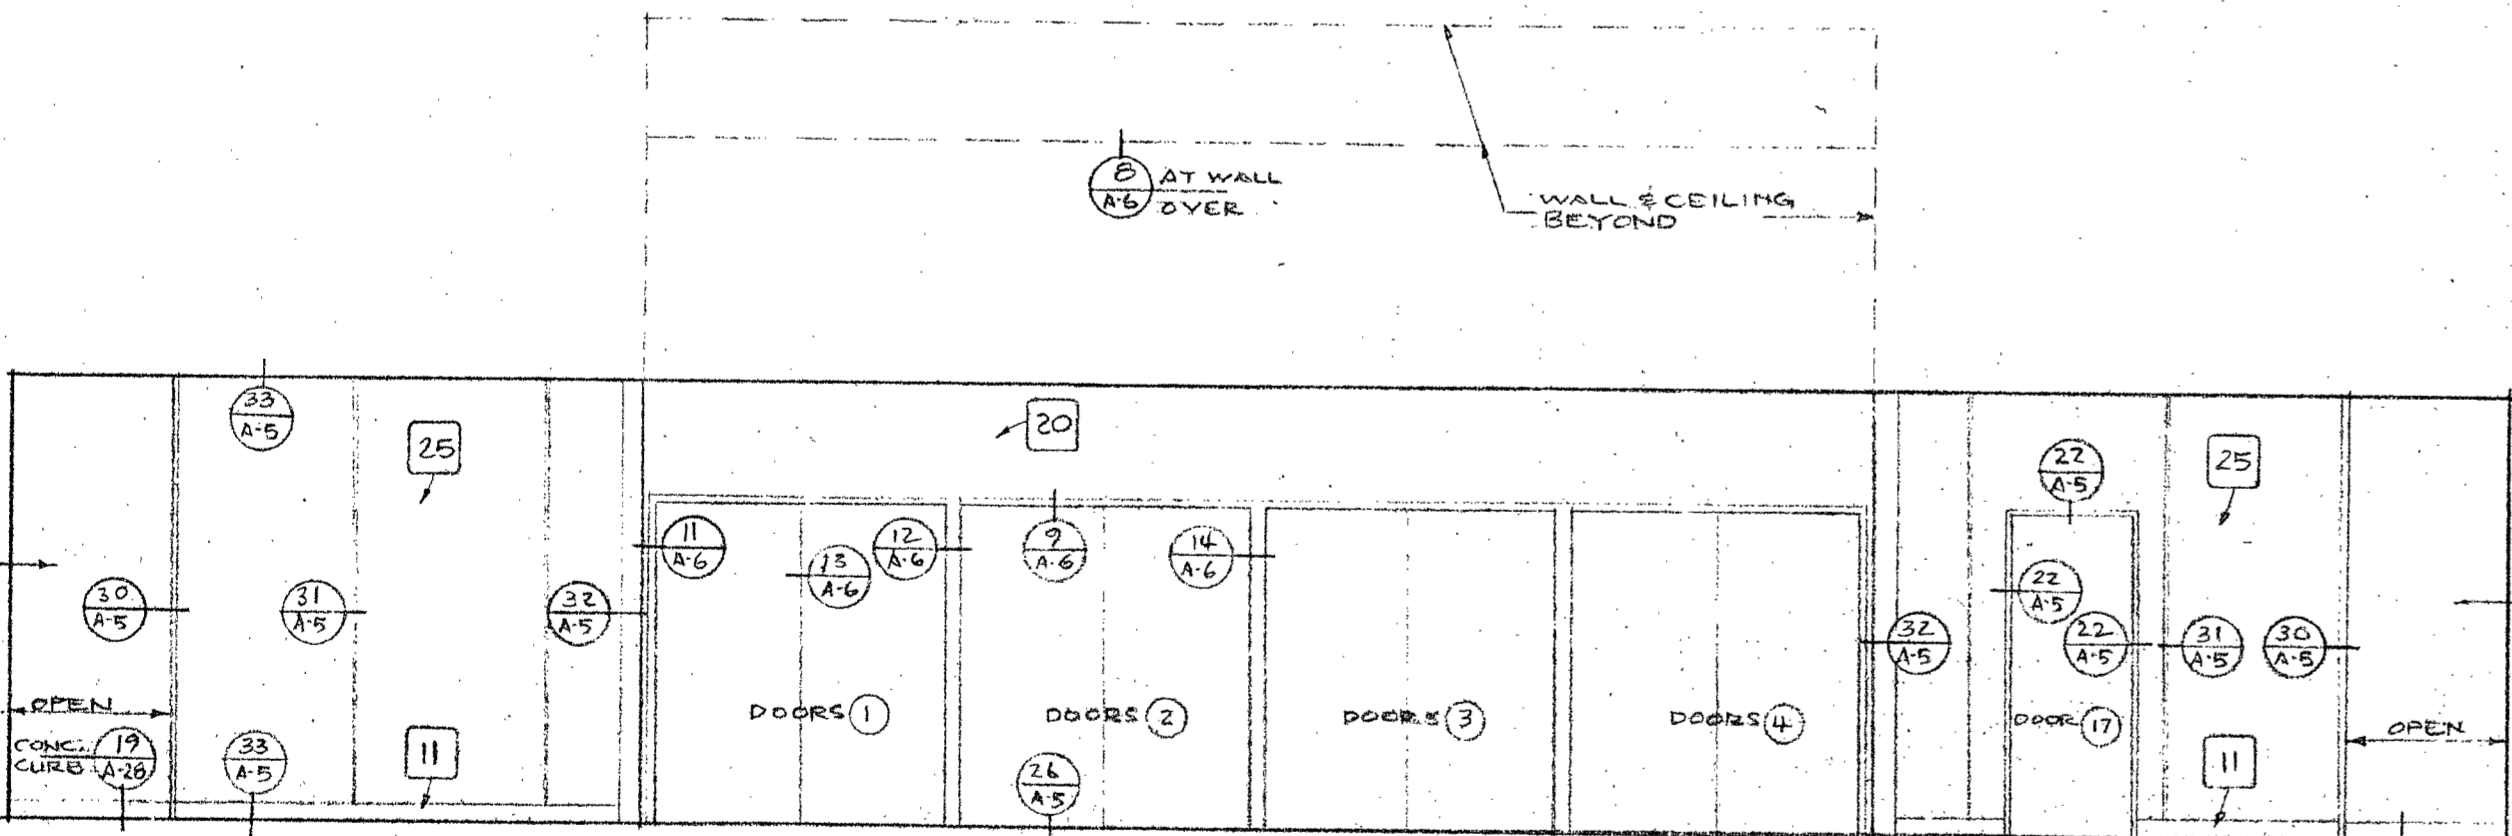 8
A-6
AT WALL
OVER
WALL & CEILING
BEYOND
33
A-5
25
20
22
A-5
25
11
A-6
13
A-6
12
A-6
9
A-6
14
A-6
30
A-5
31
A-5
32
A-5
22
A-5
32
A-5
22
A-5
31
A-5
30
A-5
OPEN
DOORS 1
DOORS 2
DOORS 3
DOORS 4
DOOR 17
OPEN
CONC.
CURB
19
A-28
33
A-5
11
26
A-5
11